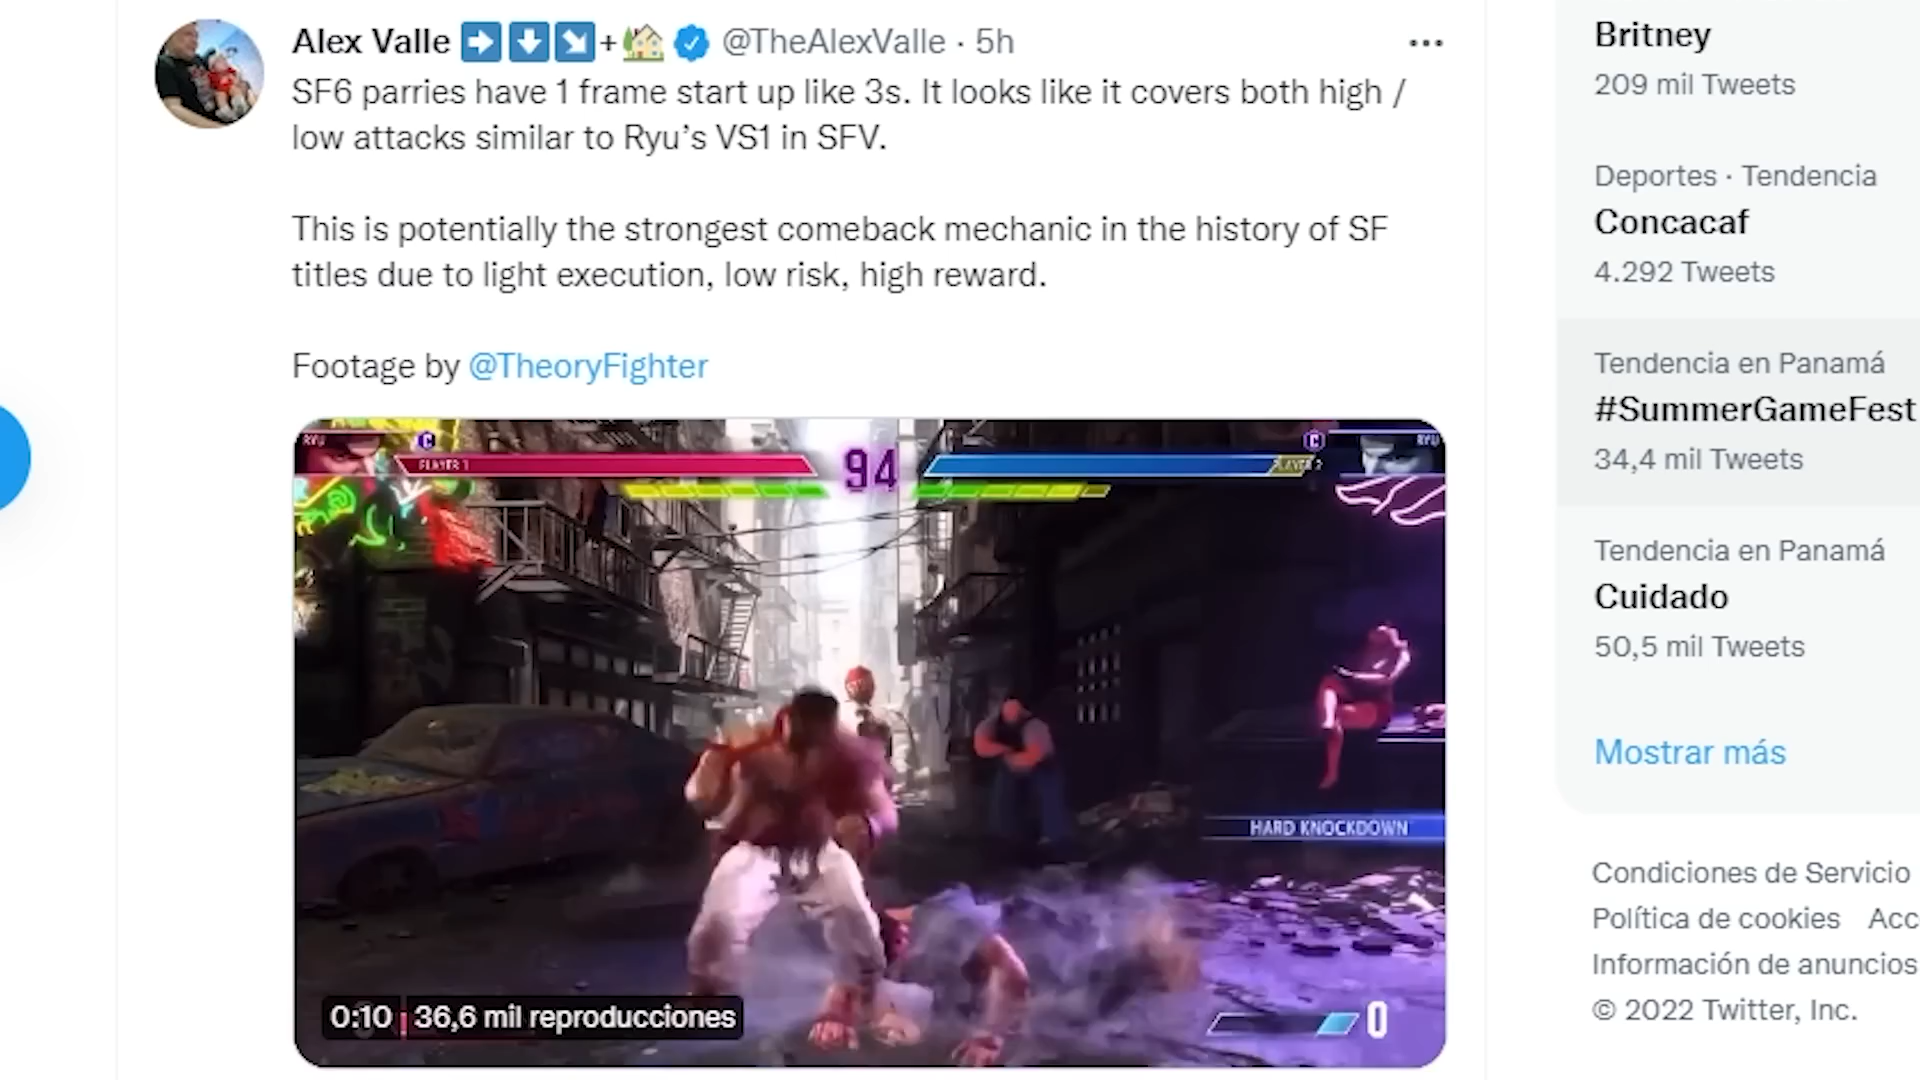 Alex Valle ➡️⬇️↘️+🏡 @TheAlexValle · 5h
SF6 parries have 1 frame start up like 3s. It looks like it covers both high /
low attacks similar to Ryu’s VS1 in SFV.
This is potentially the strongest comeback mechanic in the history of SF
titles due to light execution, low risk, high reward.
Footage by @TheoryFighter
RYU
PLAYER 1
94
PLAYER 2
RYU
HARD KNOCKDOWN
0:10 36,6 mil reproducciones
0
Britney
209 mil Tweets
Deportes · Tendencia
Concacaf
4.292 Tweets
Tendencia en Panamá
#SummerGameFest
34,4 mil Tweets
Tendencia en Panamá
Cuidado
50,5 mil Tweets
Mostrar más
Condiciones de Servicio
Política de cookies Acc
Información de anuncios
© 2022 Twitter, Inc.